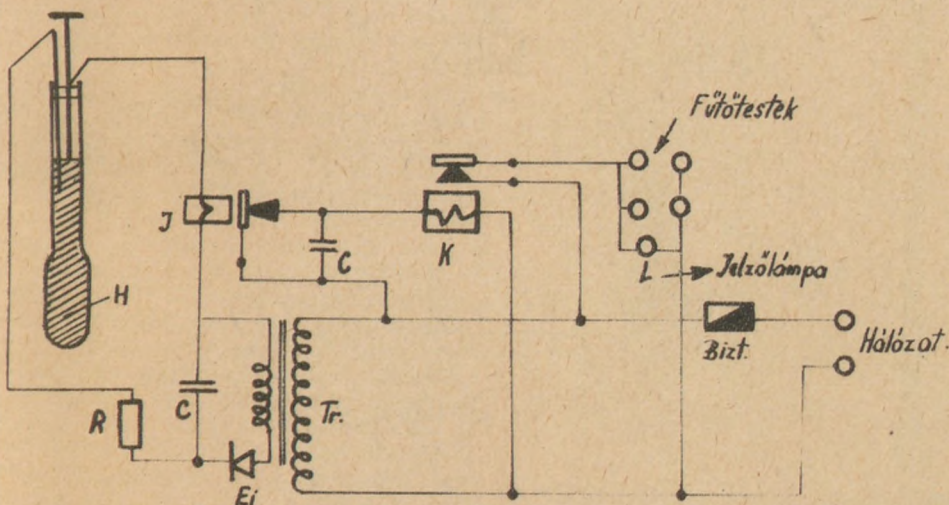 Fűtőtestek
J
K
C
L
Jelzőlámpa
H
Bizt.
Hálózat
R
C
Tr.
Ei